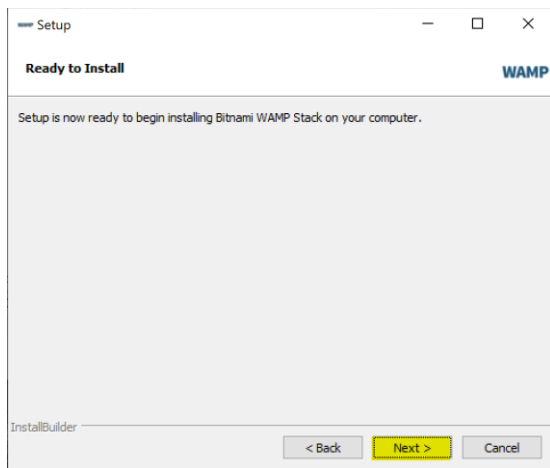 Setup
Ready to Install
WAMP
Setup is now ready to begin installing Bitnami WAMP Stack on your computer.
InstallBuilder
< Back
Next >
Cancel